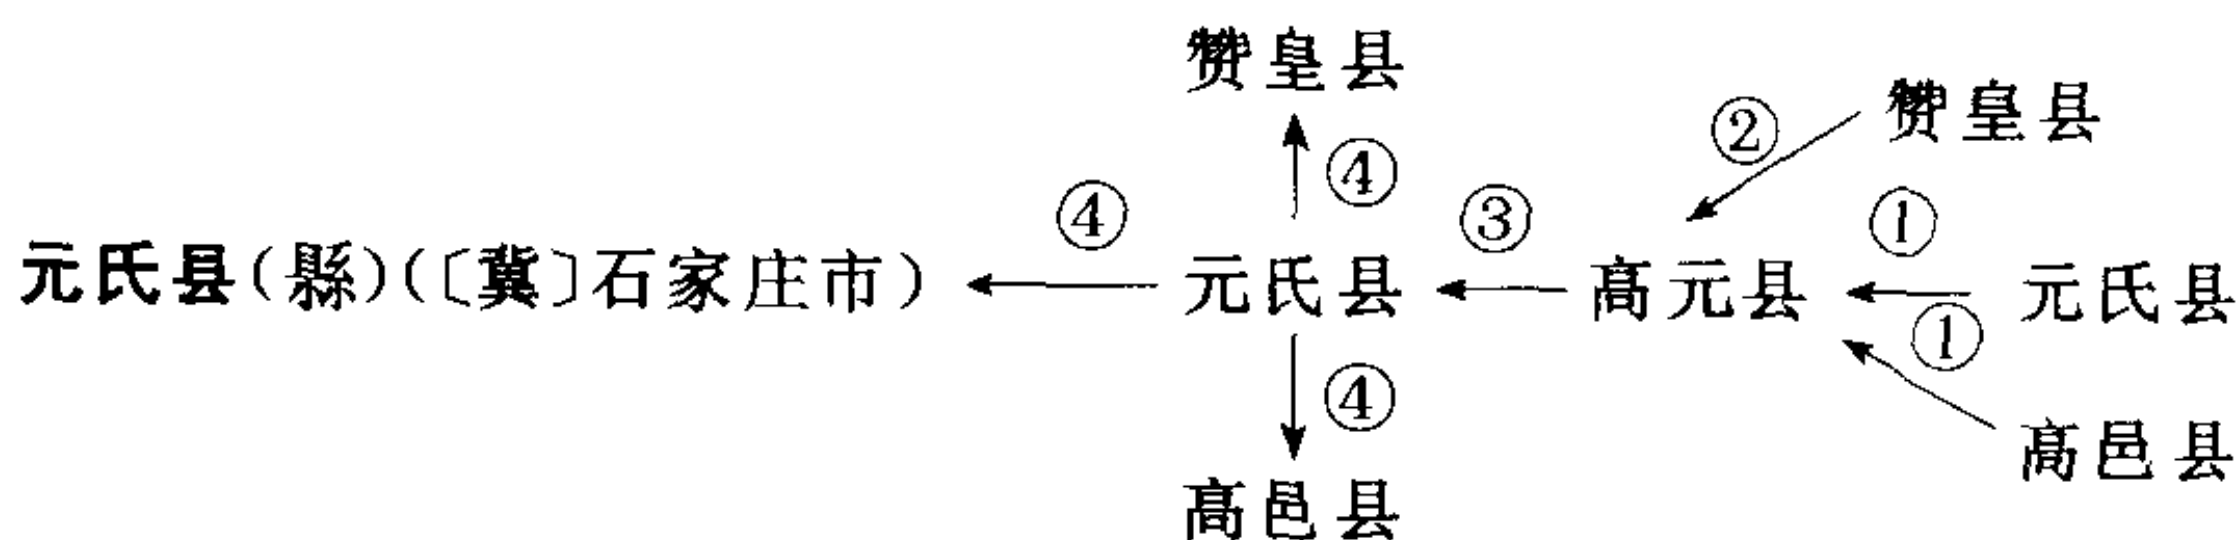 赞皇县
② 赞皇县
④ ④ ③ ①
元氏县(縣)(〔冀〕石家庄市) 元氏县 高元县 元氏县
④ ①
高邑县
高邑县